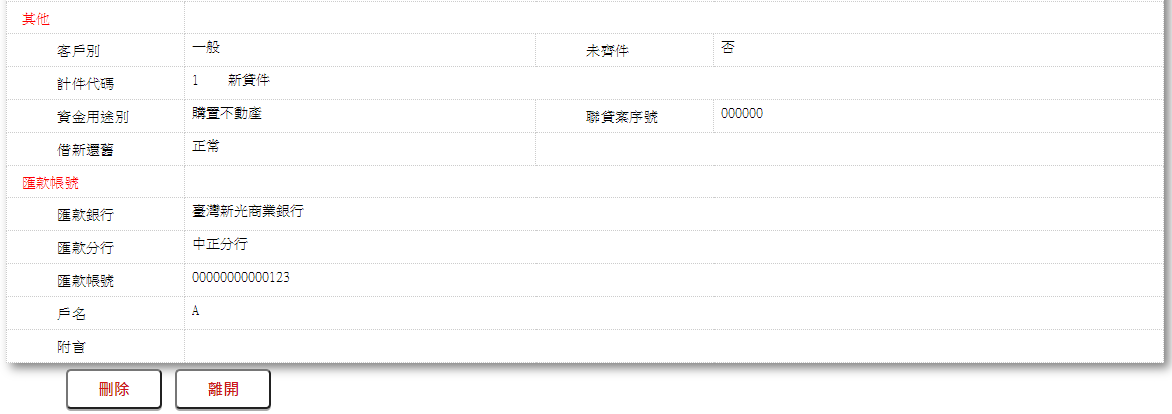 其他
客戶別 一般 未齊件 否
計件代碼 1 新貸件
資金用途別 購置不動產 聯貸案序號 000000
借新還舊 正常
匯款帳號
匯款銀行 臺灣新光商業銀行
匯款分行 中正分行
匯款帳號 00000000000123
戶名 A
附言
刪除 離開